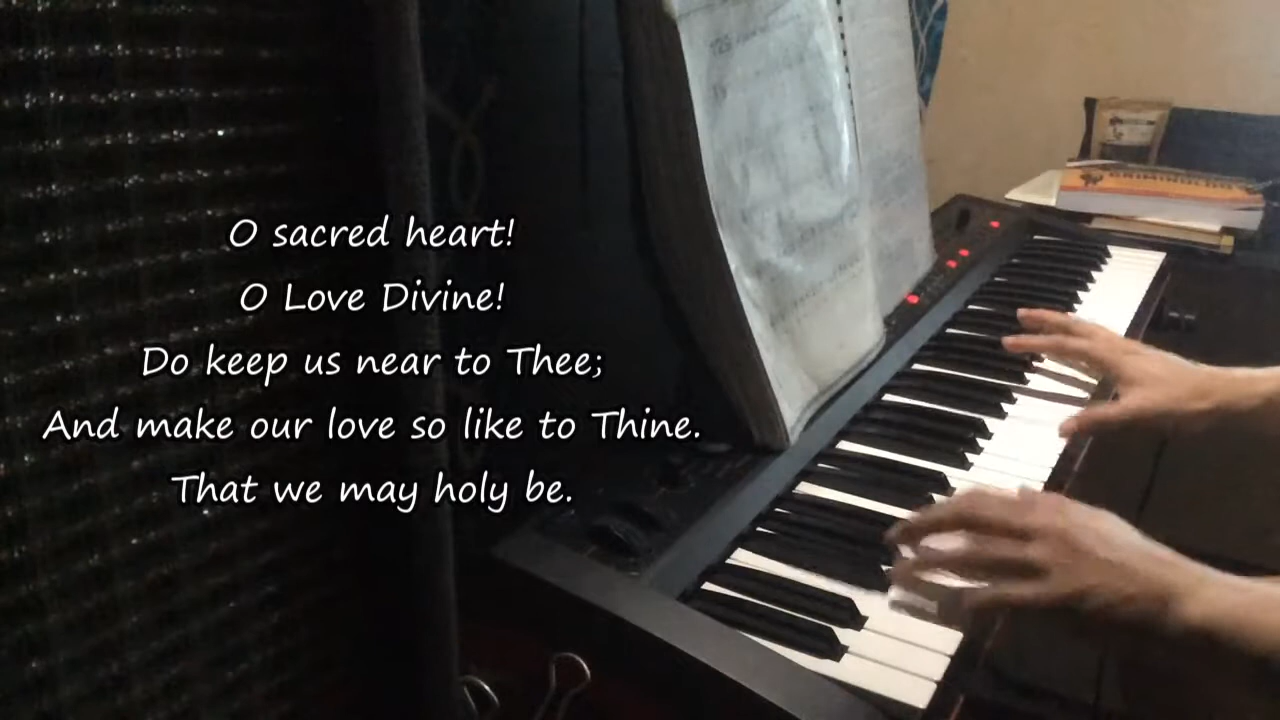 O sacred heart!
O Love Divine!
Do keep us near to Thee;
And make our love so like to Thine.
That we may holy be.